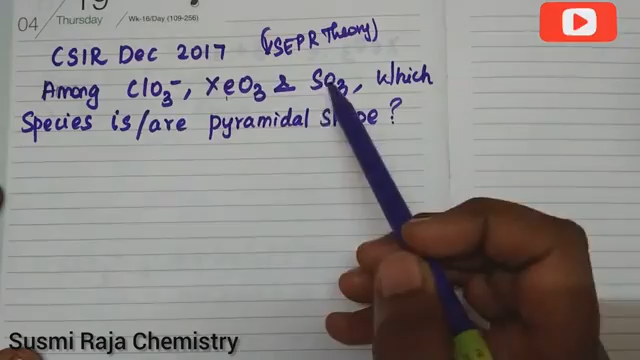 04
19
Thursday
Wk-16/Day (109-256)
CSIR Dec 2017 (VSEPR Theory)
Among ClO3-, XeO3 & SO3, Which
Species is/are pyramidal shape?
Susmi Raja Chemistry